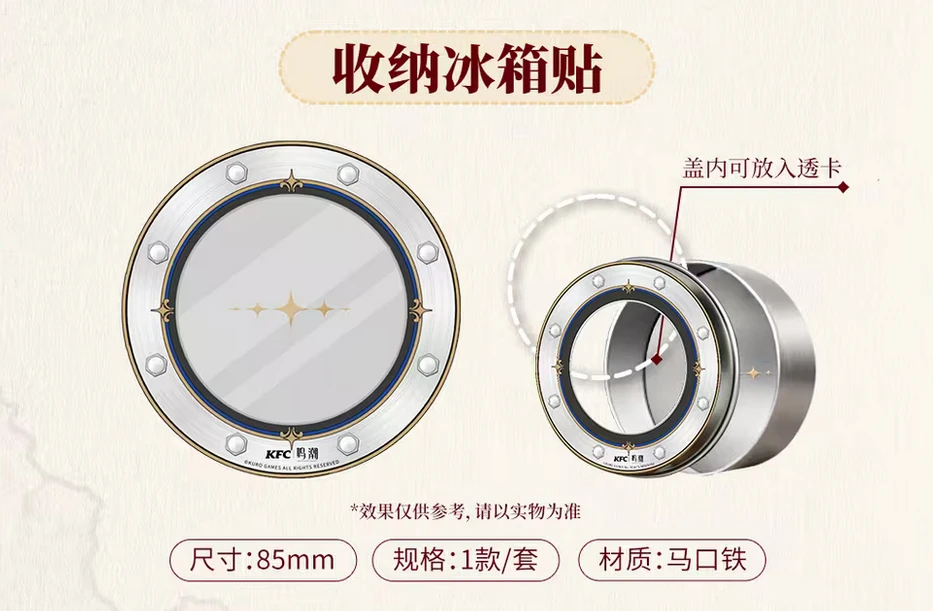 收纳冰箱贴
盖内可放入透卡
KFC 鸣潮
©KURO GAMES ALL RIGHTS RESERVED
KFC 鸣潮
*效果仅供参考, 请以实物为准
尺寸:85mm
规格:1款/套
材质:马口铁